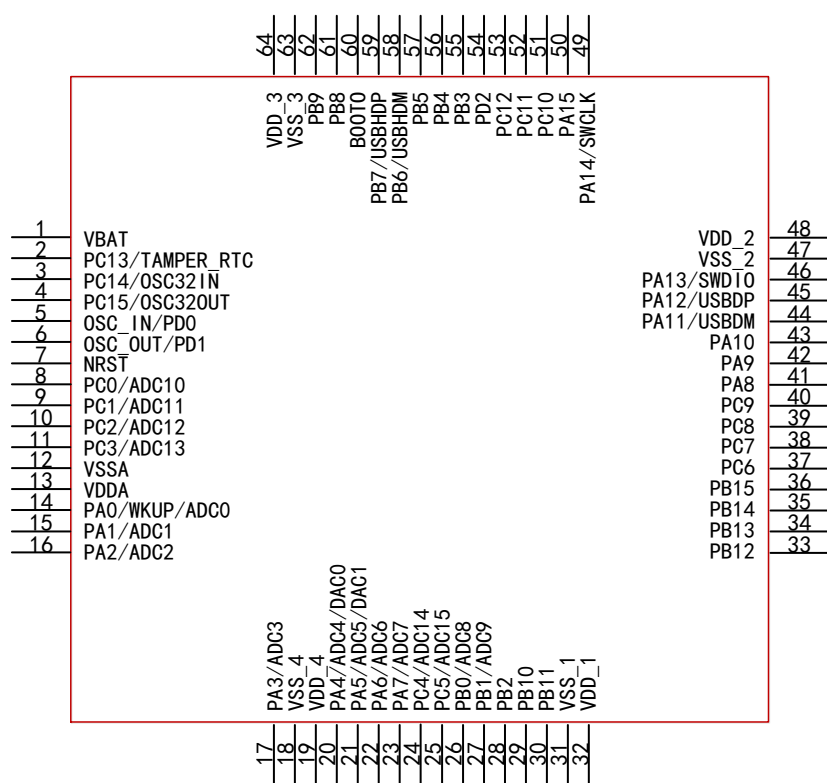 64
63
62
61
60
59
58
57
56
55
54
53
52
51
50
49
VDD_3
VSS_3
PB9
PB8
BOOT0
PB7/USBHDP
PB6/USBHDM
PB5
PB4
PB3
PD2
PC12
PC11
PC10
PA15
PA14/SWCLK
1 VBAT
2 PC13/TAMPER_RTC
3 PC14/OSC32IN
4 PC15/OSC32OUT
5 OSC_IN/PD0
6 OSC_OUT/PD1
7 NRST
8 PC0/ADC10
9 PC1/ADC11
10 PC2/ADC12
11 PC3/ADC13
12 VSSA
13 VDDA
14 PA0/WKUP/ADC0
15 PA1/ADC1
16 PA2/ADC2
VDD_2 48
VSS_2 47
PA13/SWDIO 46
PA12/USBDP 45
PA11/USBDM 44
PA10 43
PA9 42
PA8 41
PC9 40
PC8 39
PC7 38
PC6 37
PB15 36
PB14 35
PB13 34
PB12 33
PA3/ADC3
VSS_4
VDD_4
PA4/ADC4/DAC0
PA5/ADC5/DAC1
PA6/ADC6
PA7/ADC7
PC4/ADC14
PC5/ADC15
PB0/ADC8
PB1/ADC9
PB2
PB10
PB11
VSS_1
VDD_1
17
18
19
20
21
22
23
24
25
26
27
28
29
30
31
32